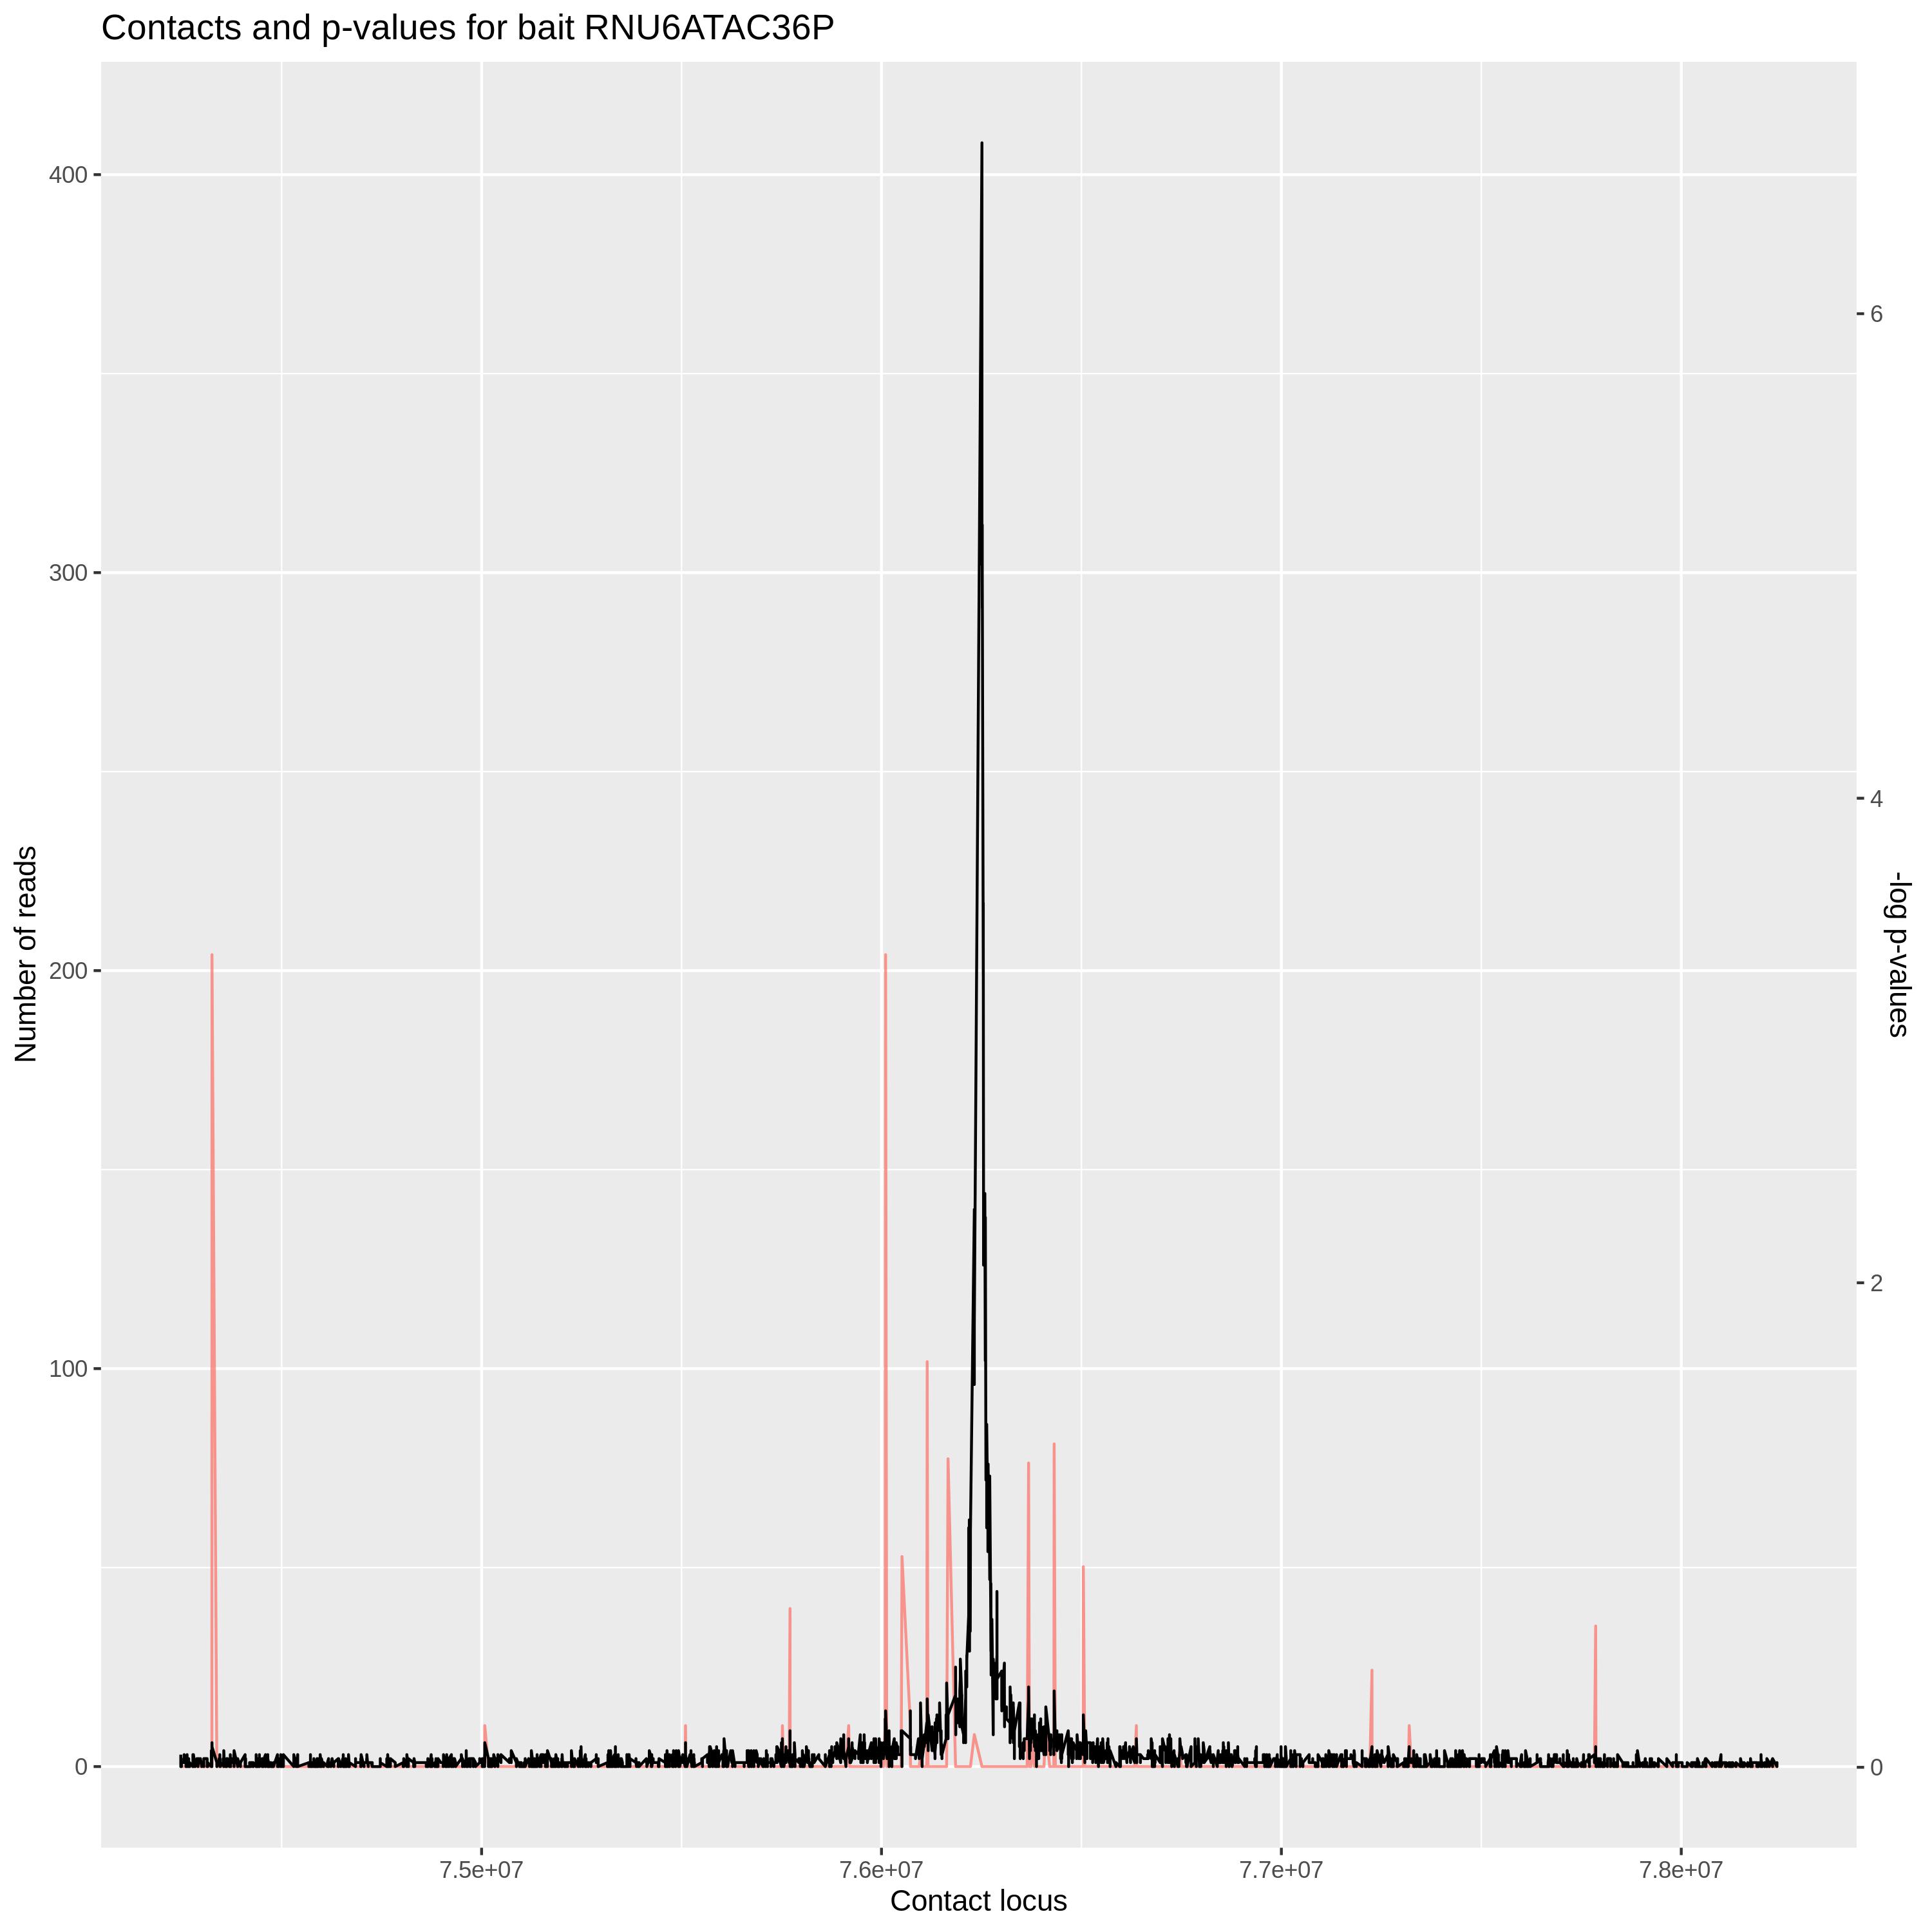 Contacts and p-values for bait RNU6ATAC36P
400
300
200
100
0
Number of reads
6
4
2
0
-log p-values
7.5e+07 7.6e+07 7.7e+07 7.8e+07
Contact locus